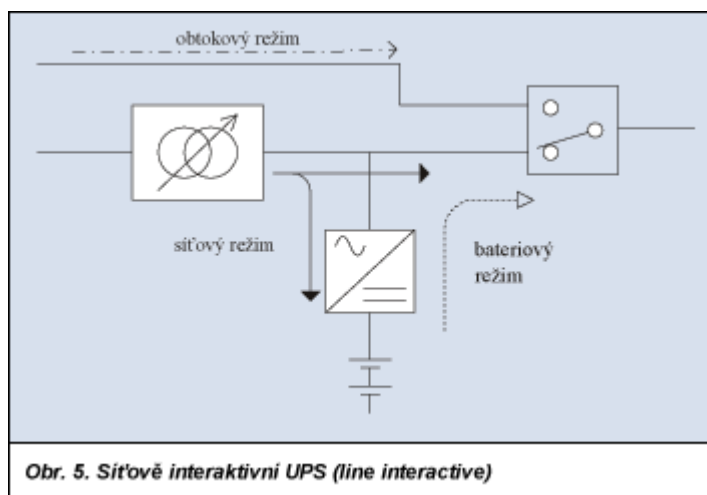 obtokový režim
síťový režim
bateriový
režim
Obr. 5. Síťově interaktivní UPS (line interactive)